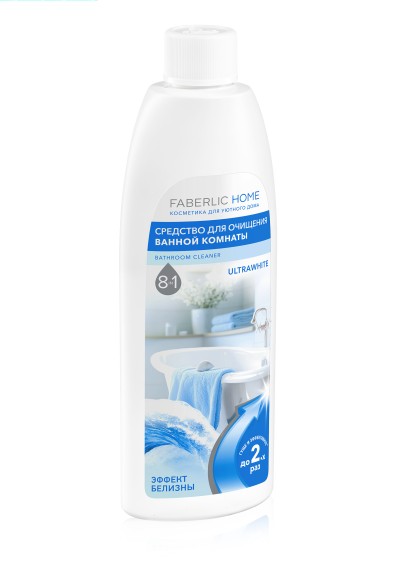 FABERLIC HOME
КОСМЕТИКА ДЛЯ УЮТНОГО ДОМА
СРЕДСТВО ДЛЯ ОЧИЩЕНИЯ
ВАННОЙ КОМНАТЫ
BATHROOM CLEANER
ULTRAWHITE
8в1
до 2-х
раз
ЭФФЕКТ
БЕЛИЗНЫ